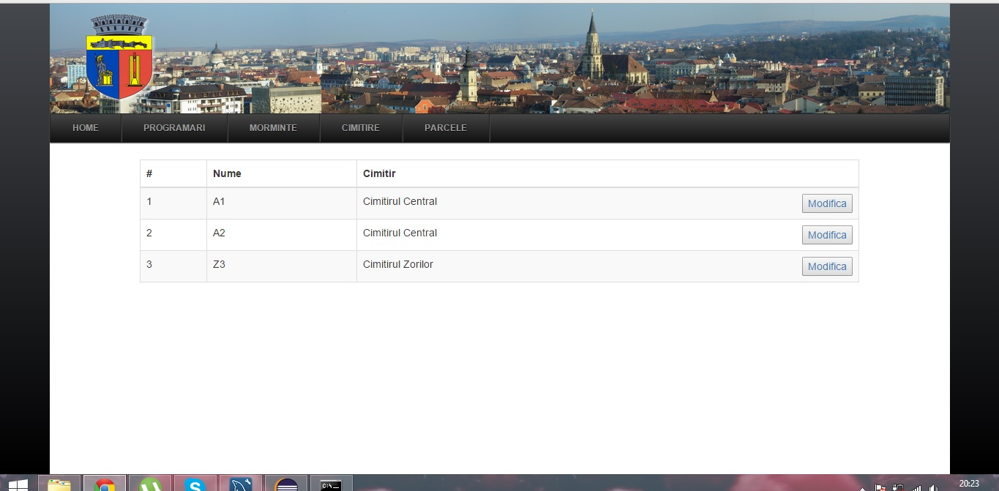 HOME PROGRAMARI MORMINTE CIMITIRE PARCELE
# Nume Cimitir
1 A1 Cimitirul Central Modifica
2 A2 Cimitirul Central Modifica
3 Z3 Cimitirul Zorilor Modifica
20:23